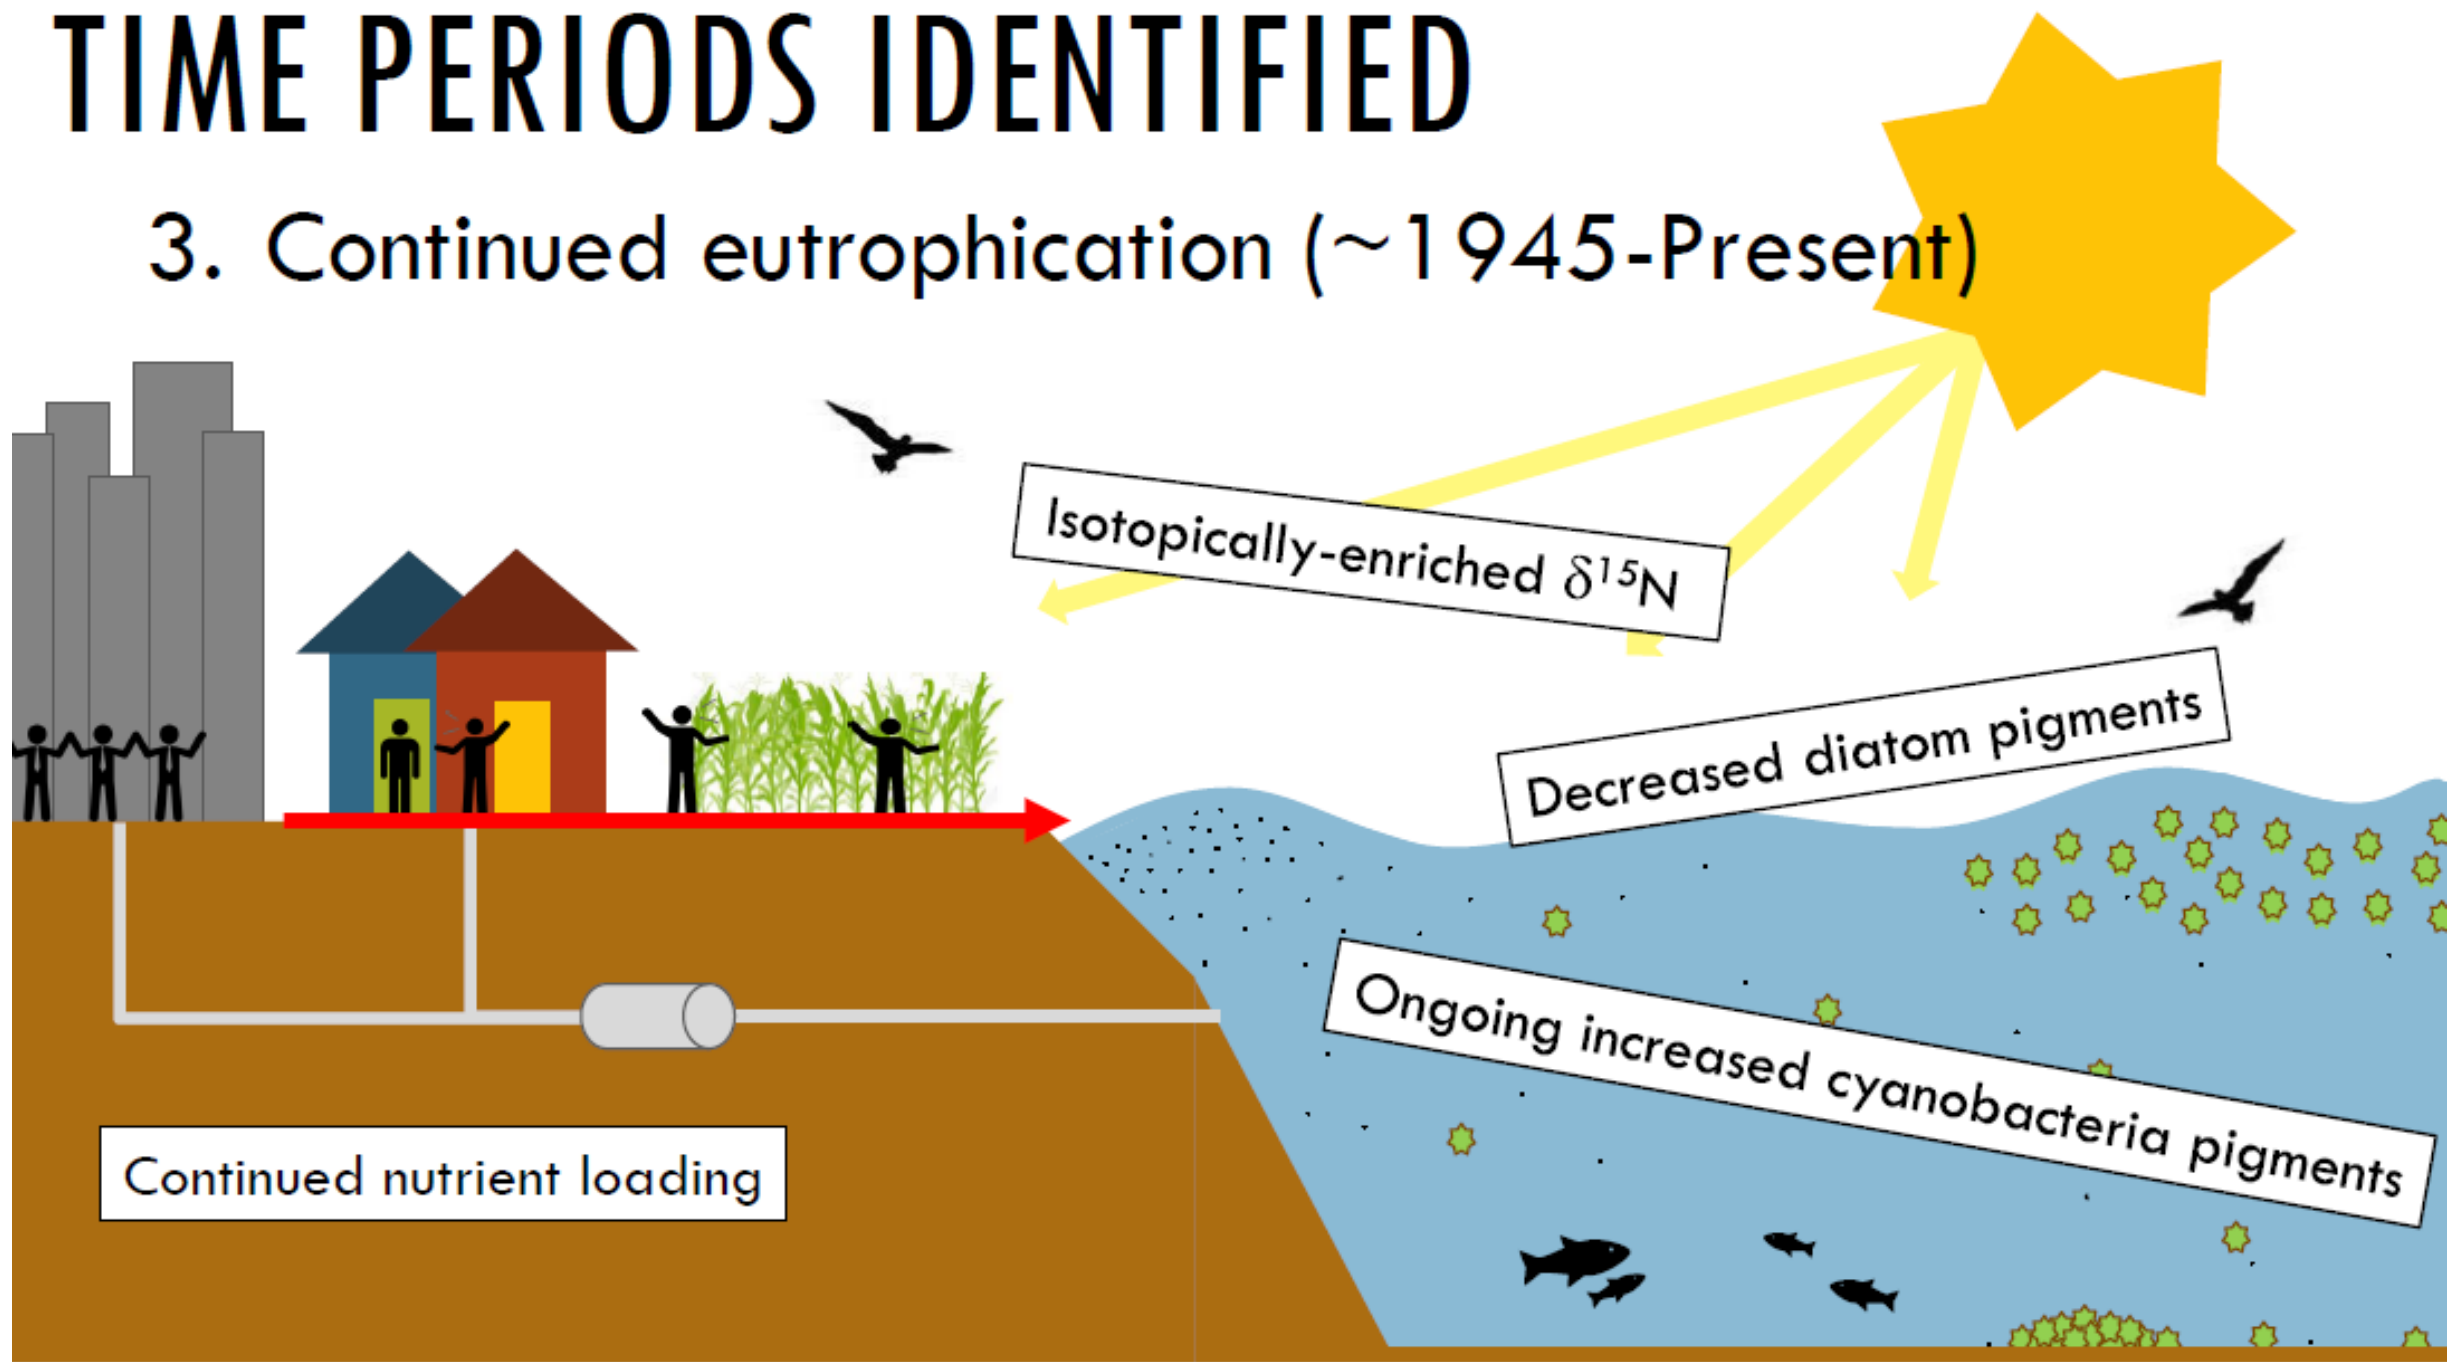 TIME PERIODS IDENTIFIED
3. Continued eutrophication (~1945-Present)
Isotopically-enriched δ¹⁵N
Decreased diatom pigments
Ongoing increased cyanobacteria pigments
Continued nutrient loading